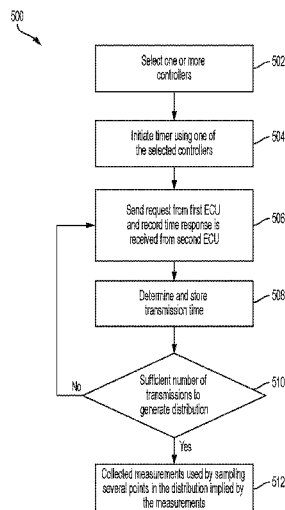 500
Select one or more
controllers
502
Initiate timer using one of
the selected controllers
504
Send request from first ECU
and record time response is
received from second ECU
506
Determine and store
transmission time
508
Sufficient number of
transmissions to
generate distribution
510
No
Yes
Collected measurements used by sampling
several points in the distribution implied by
the measurements
512